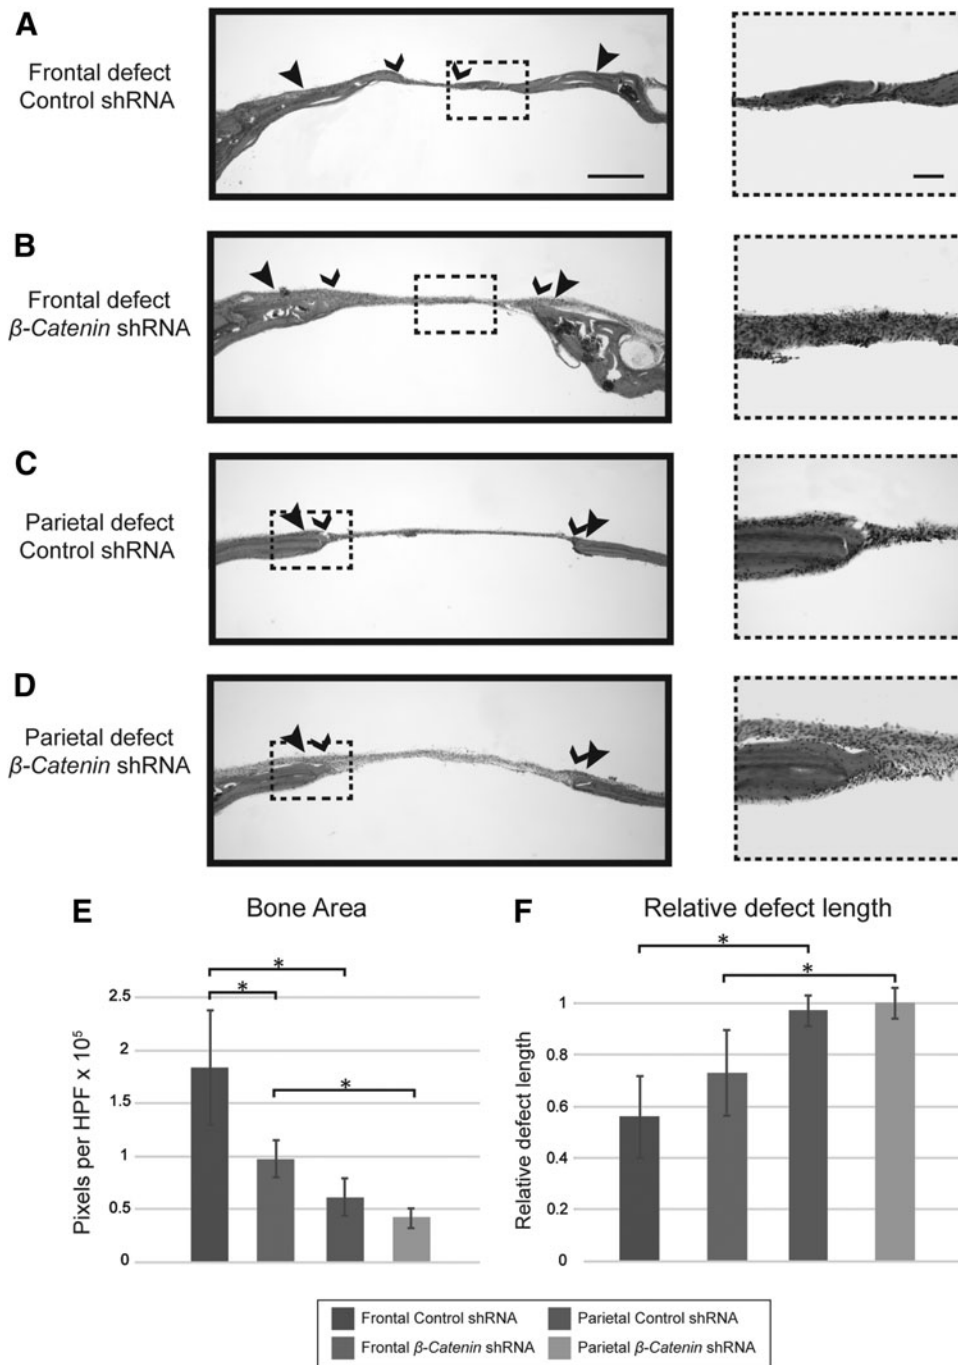 A
Frontal defect
Control shRNA
B
Frontal defect
β-Catenin shRNA
C
Parietal defect
Control shRNA
D
Parietal defect
β-Catenin shRNA
E
Bone Area
Pixels per HPF x 10⁵
2.5
2
1.5
1
0.5
0
*
*
*
F
Relative defect length
Relative defect length
1
0.8
0.6
0.4
0.2
0
*
*
Frontal Control shRNA
Parietal Control shRNA
Frontal β-Catenin shRNA
Parietal β-Catenin shRNA